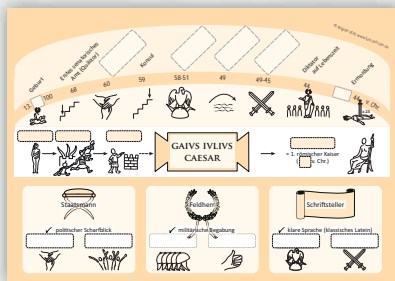 Geburt
Erstes senatorisches
Amt (Quästor)
Konsul
Diktator
auf Lebenszeit
Ermordung
13.
100
68
60
59
58-51
49
49-45
44
44 v. Chr.
GAIVS IVLIVS
CAESAR
= 1. römischer Kaiser
v. Chr.)
Staatsmann
Feldherr
Schriftsteller
✓ politischer Scharfblick
✓ militärische Begabung
✓ klare Sprache (klassisches Latein)